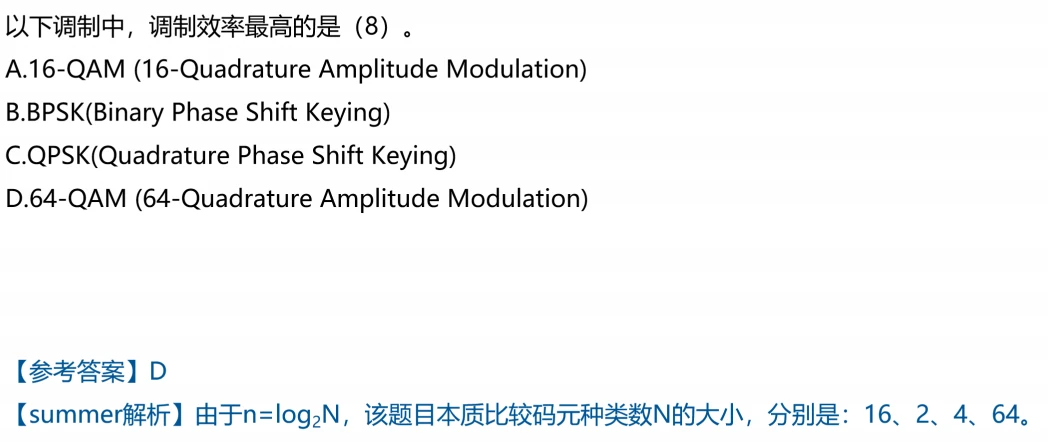 以下调制中，调制效率最高的是（8）。
A.16-QAM (16-Quadrature Amplitude Modulation)
B.BPSK(Binary Phase Shift Keying)
C.QPSK(Quadrature Phase Shift Keying)
D.64-QAM (64-Quadrature Amplitude Modulation)
【参考答案】D
【summer解析】由于n=log₂N，该题目本质比较码元种类数N的大小，分别是：16、2、4、64。